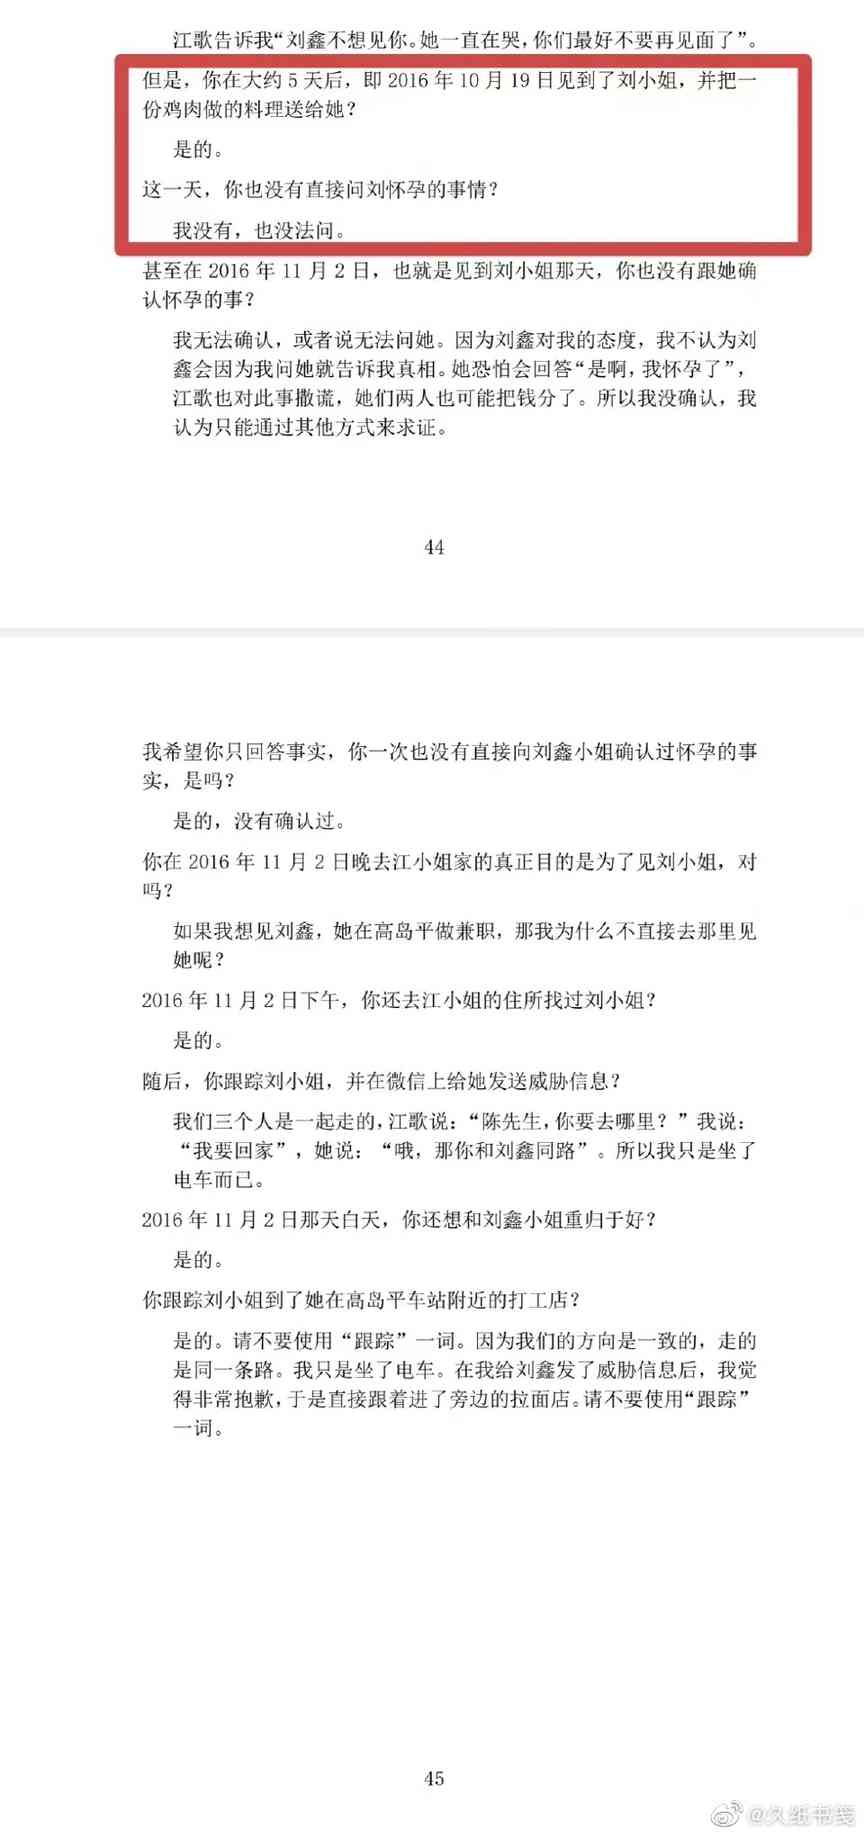 江歌告诉我“刘鑫不想见你。她一直在哭，你们最好不要再见面了”。
但是，你在大约 5 天后，即 2016 年 10 月 19 日见到了刘小姐，并把一
份鸡肉做的料理送给她？
是的。
这一天，你也没有直接问刘怀孕的事情？
我没有，也没法问。
甚至在 2016 年 11 月 2 日，也就是见到刘小姐那天，你也没有跟她确
认怀孕的事？
我无法确认，或者说无法问她。因为刘鑫对我的态度，我不认为刘
鑫会因为我问她就告诉我真相。她恐怕会回答“是啊，我怀孕了”，
江歌也对此事撒谎，她们两人也可能把钱分了。所以我没确认，我
认为只能通过其他方式来求证。
44
我希望你只回答事实，你一次也没有直接向刘鑫小姐确认过怀孕的事
实，是吗？
是的，没有确认过。
你在 2016 年 11 月 2 日晚去江小姐家的真正目的是为了见刘小姐，对
吗？
如果我想见刘鑫，她在高岛平做兼职，那我为什么不直接去那里见
她呢？
2016 年 11 月 2 日下午，你还去江小姐的住所找过刘小姐？
是的。
随后，你跟踪刘小姐，并在微信上给她发送威胁信息？
我们三个人是一起走的，江歌说：“陈先生，你要去哪里？”我说：
“我要回家”，她说：“哦，那你和刘鑫同路”。所以我只是坐了
电车而已。
2016 年 11 月 2 日那天白天，你还想和刘鑫小姐重归于好？
是的。
你跟踪刘小姐到了她在高岛平车站附近的打工店？
是的。请不要使用“跟踪”一词。因为我们的方向是一致的，走的
是同一条路。我只是坐了电车。在我给刘鑫发了威胁信息后，我觉
得非常抱歉，于是直接跟着进了旁边的拉面店。请不要使用“跟踪”
一词。
45
@久纸书笺